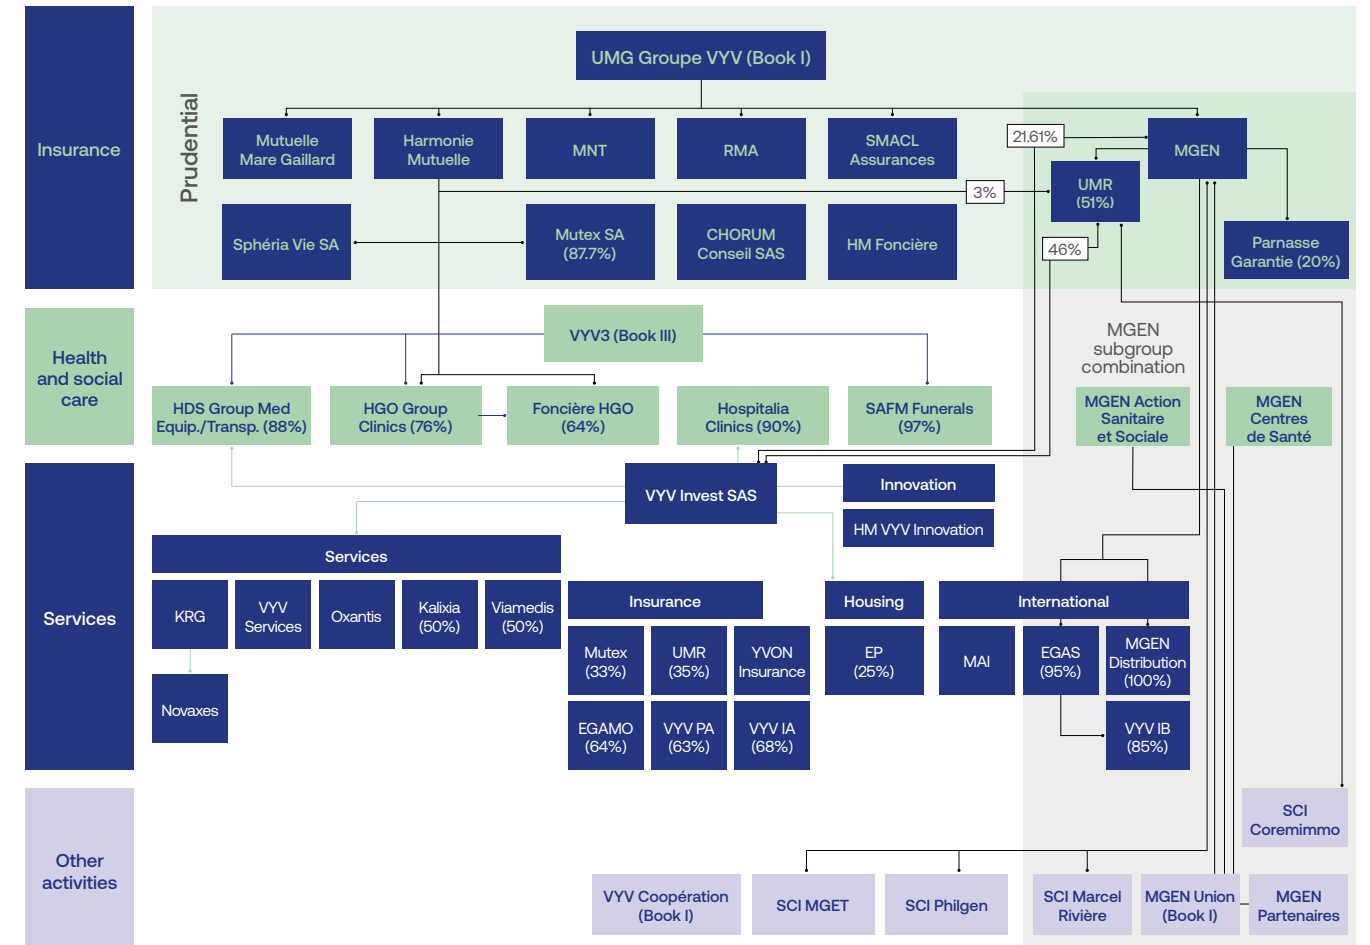 Insurance
Prudential
UMG Groupe VYV (Book I)
Mutuelle
Mare Gaillard
Harmonie
Mutuelle
MNT
RMA
SMACL
Assurances
21.61%
MGEN
3%
UMR
(51%)
Sphéria Vie SA
Mutex SA
(87.7%)
CHORUM
Conseil SAS
HM Foncière
46%
Parnasse
Garantie (20%)
Health
and social
care
VYV3 (Book III)
MGEN
subgroup
combination
HDS Group Med
Equip./Transp. (88%)
HGO Group
Clinics (76%)
Foncière HGO
(64%)
Hospitalia
Clinics (90%)
SAFM Funerals
(97%)
MGEN Action
Sanitaire
et Sociale
MGEN
Centres
de Santé
Services
VYV Invest SAS
Innovation
HM VYV Innovation
Services
KRG
VYV
Services
Oxantis
Kalixia
(50%)
Viamedis
(50%)
Novaxes
Insurance
Mutex
(33%)
UMR
(35%)
YVON
Insurance
EGAMO
(64%)
VYV PA
(63%)
VYV IA
(68%)
Housing
EP
(25%)
International
MAI
EGAS
(95%)
MGEN
Distribution
(100%)
VYV IB
(85%)
Other
activities
SCI
Coremimmo
VYV Coopération
(Book I)
SCI MGET
SCI Philgen
SCI Marcel
Rivière
MGEN Union
(Book I)
MGEN
Partenaires